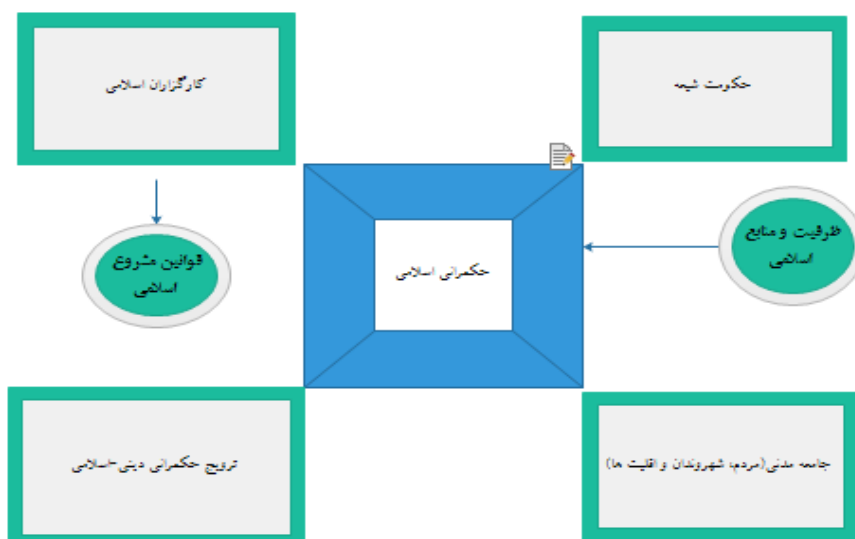 حکومت شیعه
کارگزاران اسلامی
ظرفیت و منابع
اسلامی
حکمرانی اسلامی
قوانین مشروع
اسلامی
جامعه مدنی(مردم، شهروندان و اقلیت ها)
ترویج حکمرانی دینی-اسلامی